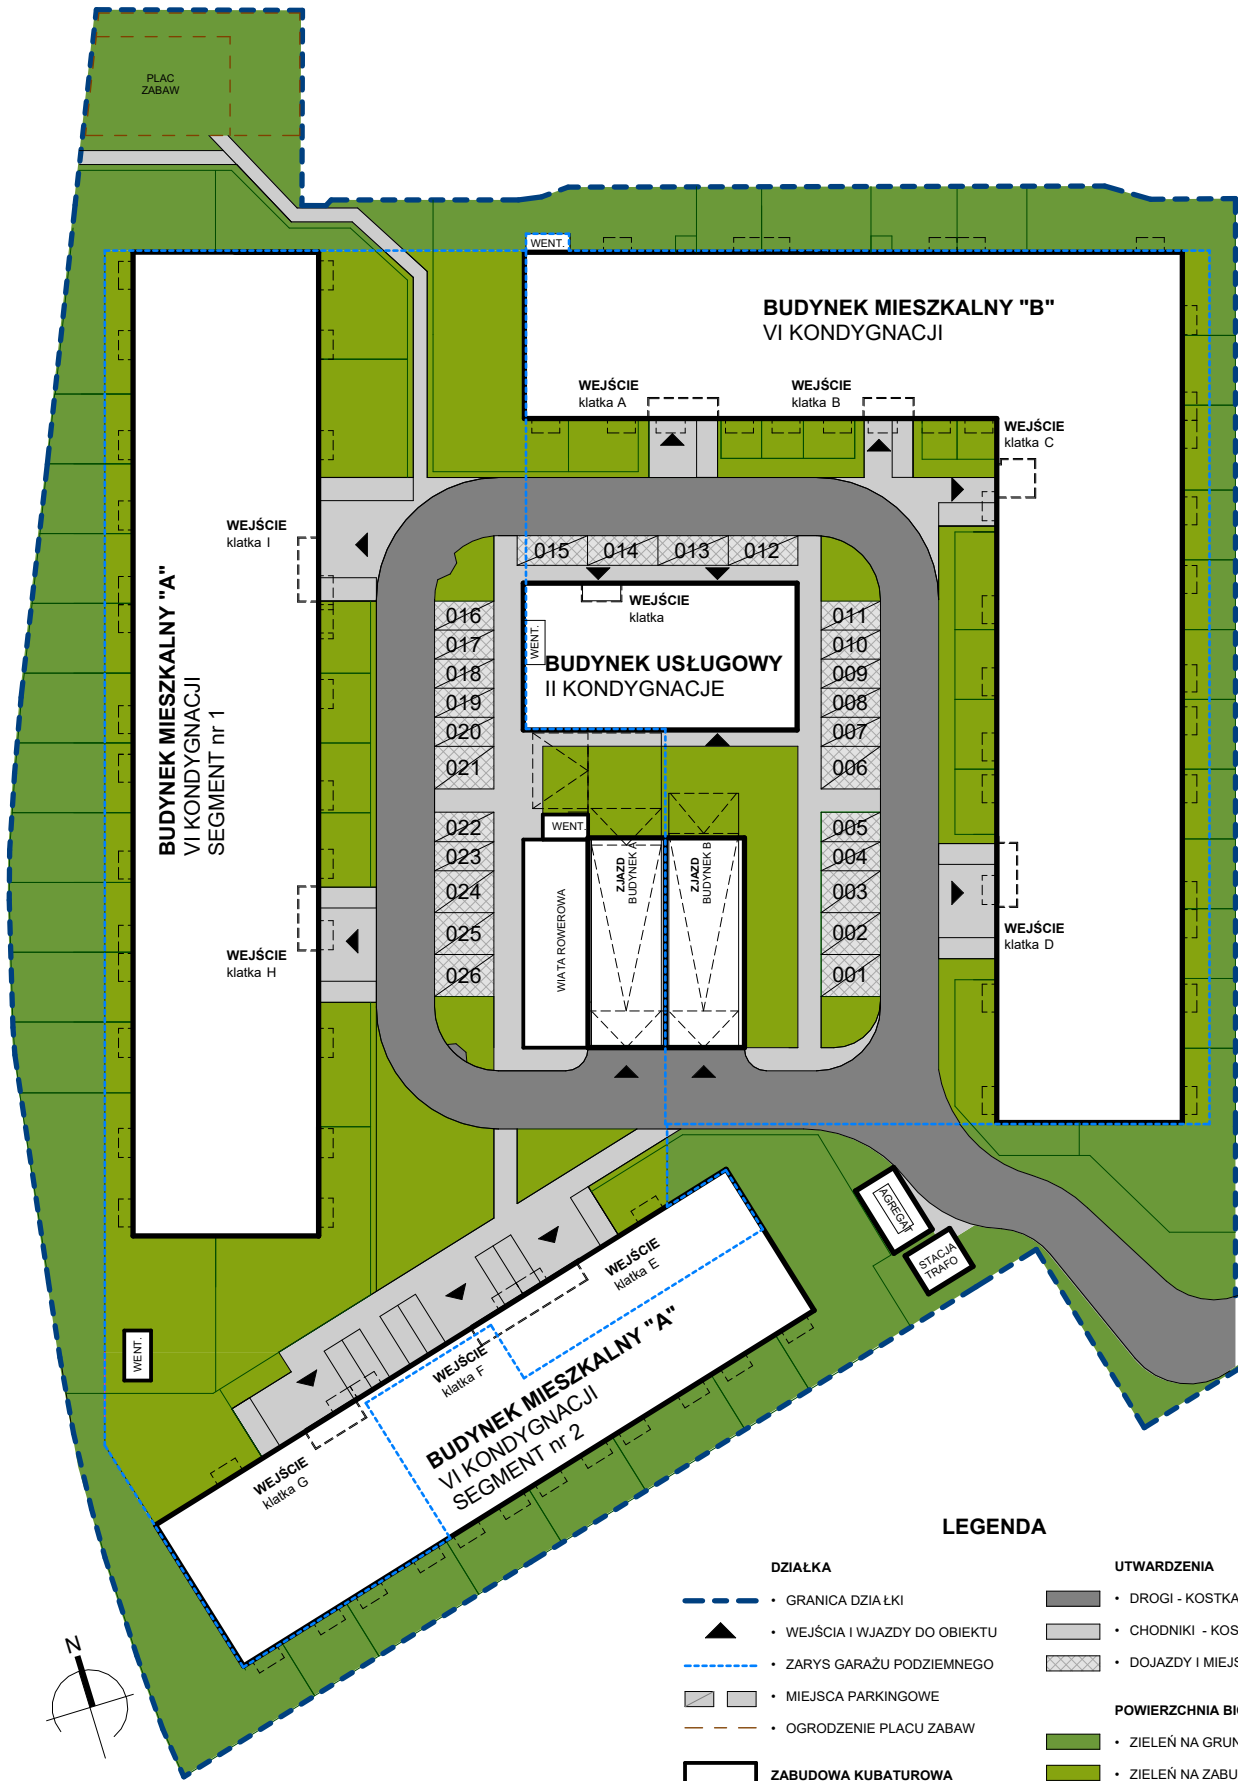 PLAC
ZABAW
WENT.
BUDYNEK MIESZKALNY "B"
VI KONDYGNACJI
WEJŚCIE
klatka A
WEJŚCIE
klatka B
WEJŚCIE
klatka C
WEJŚCIE
klatka I
015
014
013
012
BUDYNEK MIESZKALNY "A"
VI KONDYGNACJI
SEGMENT nr 1
WEJŚCIE
klatka
WENT.
BUDYNEK USŁUGOWY
II KONDYGNACJE
016
017
018
019
020
021
022
023
024
025
026
011
010
009
008
007
006
005
004
003
002
001
WENT.
WIATA ROWEROWA
ZJAZD
BUDYNEK A
ZJAZD
BUDYNEK B
WEJŚCIE
klatka H
WEJŚCIE
klatka D
AGREGAT
STACJA
TRAFO
WEJŚCIE
klatka E
WEJŚCIE
klatka F
WEJŚCIE
klatka G
WENT.
BUDYNEK MIESZKALNY "A"
VI KONDYGNACJI
SEGMENT nr 2
N
LEGENDA
DZIAŁKA
• GRANICA DZIAŁKI
• WEJŚCIA I WJAZDY DO OBIEKTU
• ZARYS GARAŻU PODZIEMNEGO
• MIEJSCA PARKINGOWE
• OGRODZENIE PLACU ZABAW
ZABUDOWA KUBATUROWA
UTWARDZENIA
• DROGI - KOSTKA
• CHODNIKI - KOS
• DOJAZDY I MIEJS
POWIERZCHNIA BIO
• ZIELEŃ NA GRUN
• ZIELEŃ NA ZABU